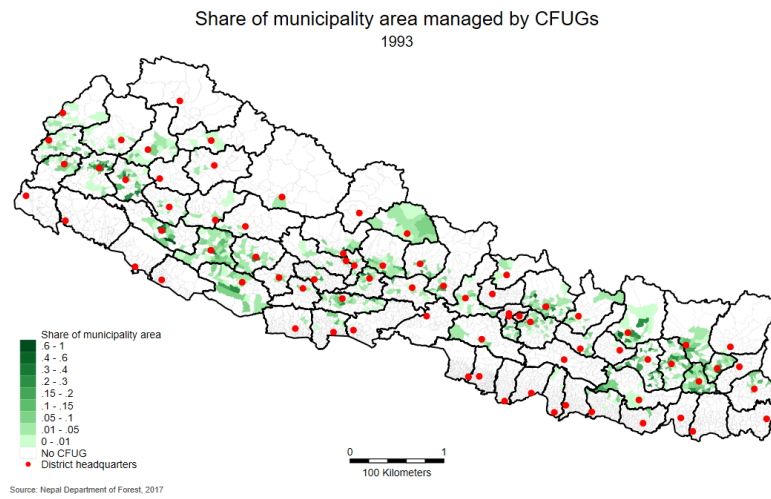 Share of municipality area managed by CFUGs
1993
Share of municipality area
.6 - 1
.4 - .6
.3 - .4
.2 - .3
.15 - .2
.1 - .15
.05 - .1
.01 - .05
0 - .01
No CFUG
District headquarters
0 1
100 Kilometers
Source: Nepal Department of Forest, 2017